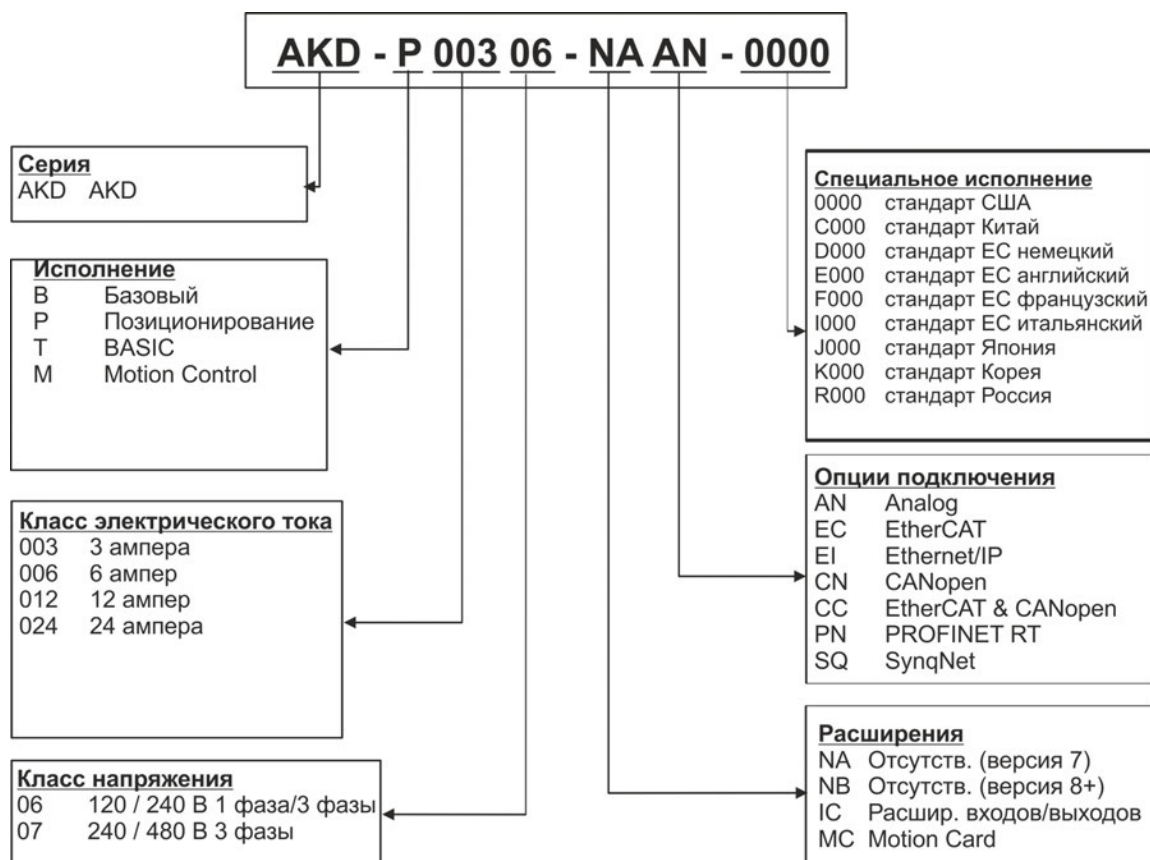 AKD - P 003 06 - NA AN - 0000
Серия
AKD AKD
Исполнение
B Базовый
P Позиционирование
T BASIC
M Motion Control
Класс электрического тока
003 3 ампера
006 6 ампер
012 12 ампер
024 24 ампера
Класс напряжения
06 120 / 240 В 1 фаза/3 фазы
07 240 / 480 В 3 фазы
Специальное исполнение
0000 стандарт США
C000 стандарт Китай
D000 стандарт ЕС немецкий
E000 стандарт ЕС английский
F000 стандарт ЕС французский
I000 стандарт ЕС итальянский
J000 стандарт Япония
K000 стандарт Корея
R000 стандарт Россия
Опции подключения
AN Analog
EC EtherCAT
EI Ethernet/IP
CN CANopen
CC EtherCAT & CANopen
PN PROFINET RT
SQ SynqNet
Расширения
NA Отсутств. (версия 7)
NB Отсутств. (версия 8+)
IC Расшир. входов/выходов
MC Motion Card